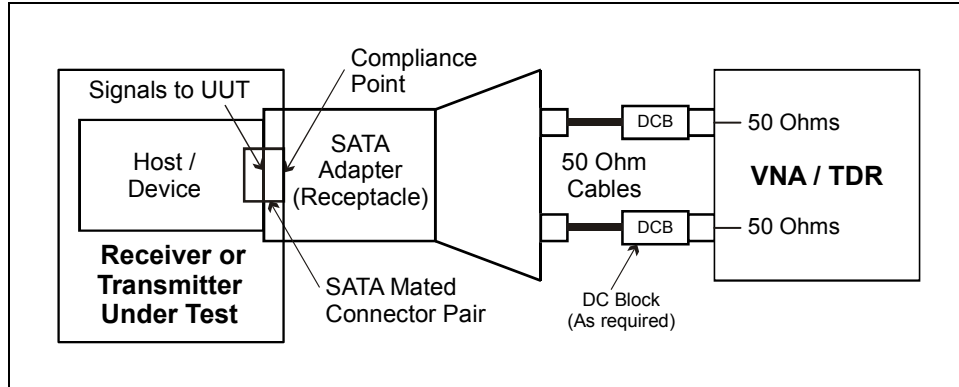 Compliance
Point
Signals to UUT
Host /
Device
SATA
Adapter
(Receptacle)
DCB
50 Ohms
50 Ohm
Cables
VNA / TDR
DCB
50 Ohms
Receiver or
Transmitter
Under Test
SATA Mated
Connector Pair
DC Block
(As required)